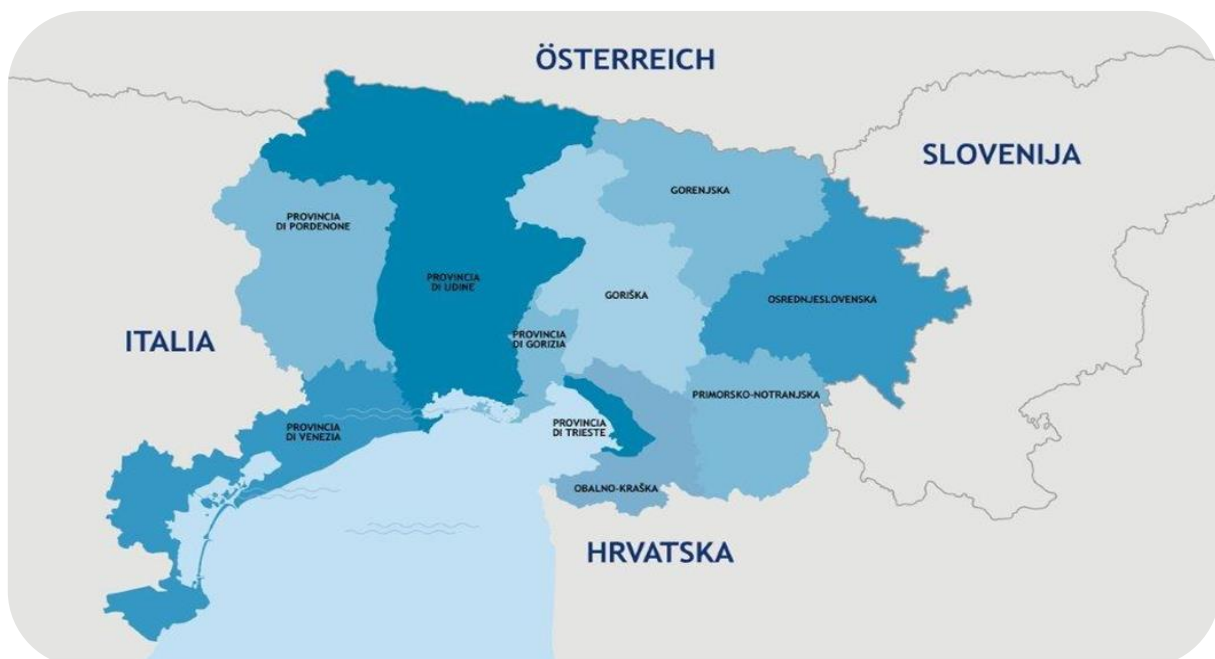 ÖSTERREICH
SLOVENIJA
GORENJSKA
PROVINCIA
DI PORDENONE
PROVINCIA
DI UDINE
GORIŠKA
OSREDNJESLOVENSKA
ITALIA
PROVINCIA
DI GORIZIA
PRIMORSKO-NOTRANJSKA
PROVINCIA
DI VENEZIA
PROVINCIA
DI TRIESTE
OBALNO-KRAŠKA
HRVATSKA